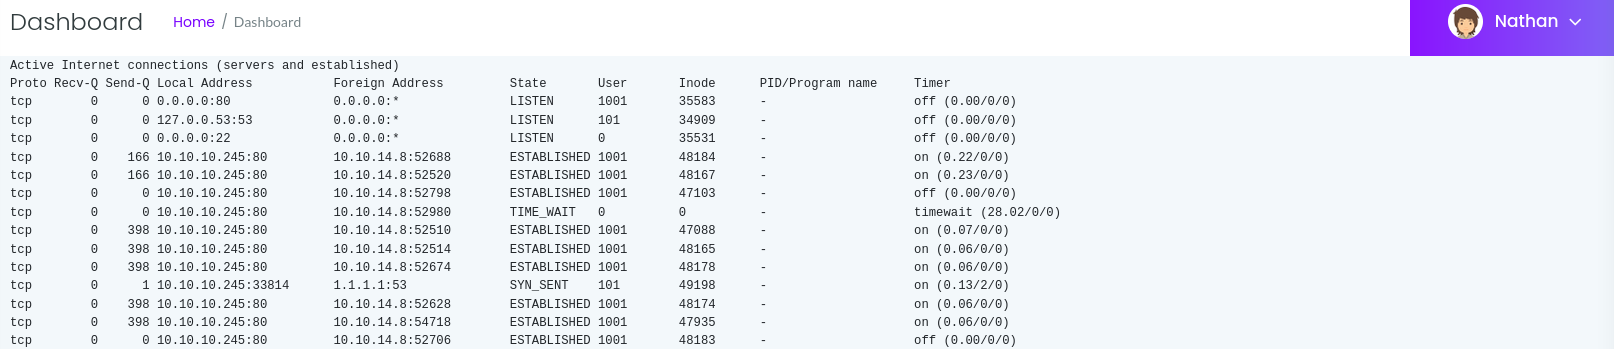 Dashboard Home / Dashboard Nathan
Active Internet connections (servers and established)
Proto Recv-Q Send-Q Local Address           Foreign Address         State       User       Inode      PID/Program name     Timer
tcp        0      0 0.0.0.0:80              0.0.0.0:*               LISTEN      1001       35583      -                    off (0.00/0/0)
tcp        0      0 127.0.0.53:53           0.0.0.0:*               LISTEN      101        34909      -                    off (0.00/0/0)
tcp        0      0 0.0.0.0:22              0.0.0.0:*               LISTEN      0          35531      -                    off (0.00/0/0)
tcp        0    166 10.10.10.245:80         10.10.14.8:52688        ESTABLISHED 1001       48184      -                    on (0.22/0/0)
tcp        0    166 10.10.10.245:80         10.10.14.8:52520        ESTABLISHED 1001       48167      -                    on (0.23/0/0)
tcp        0      0 10.10.10.245:80         10.10.14.8:52798        ESTABLISHED 1001       47103      -                    off (0.00/0/0)
tcp        0      0 10.10.10.245:80         10.10.14.8:52980        TIME_WAIT   0          0          -                    timewait (28.02/0/0)
tcp        0    398 10.10.10.245:80         10.10.14.8:52510        ESTABLISHED 1001       47088      -                    on (0.07/0/0)
tcp        0    398 10.10.10.245:80         10.10.14.8:52514        ESTABLISHED 1001       48165      -                    on (0.06/0/0)
tcp        0    398 10.10.10.245:80         10.10.14.8:52674        ESTABLISHED 1001       48178      -                    on (0.06/0/0)
tcp        0      1 10.10.10.245:33814      1.1.1.1:53              SYN_SENT    101        49198      -                    on (0.13/2/0)
tcp        0    398 10.10.10.245:80         10.10.14.8:52628        ESTABLISHED 1001       48174      -                    on (0.06/0/0)
tcp        0    398 10.10.10.245:80         10.10.14.8:54718        ESTABLISHED 1001       47935      -                    on (0.06/0/0)
tcp        0      0 10.10.10.245:80         10.10.14.8:52706        ESTABLISHED 1001       48183      -                    off (0.00/0/0)